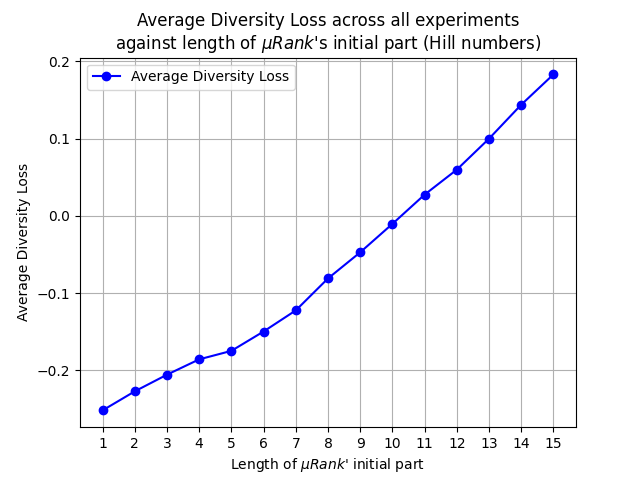 Average Diversity Loss across all experiments
against length of μRank's initial part (Hill numbers)
Average Diversity Loss
0.2
0.1
0.0
−0.1
−0.2
Average Diversity Loss
1 2 3 4 5 6 7 8 9 10 11 12 13 14 15
Length of μRank' initial part